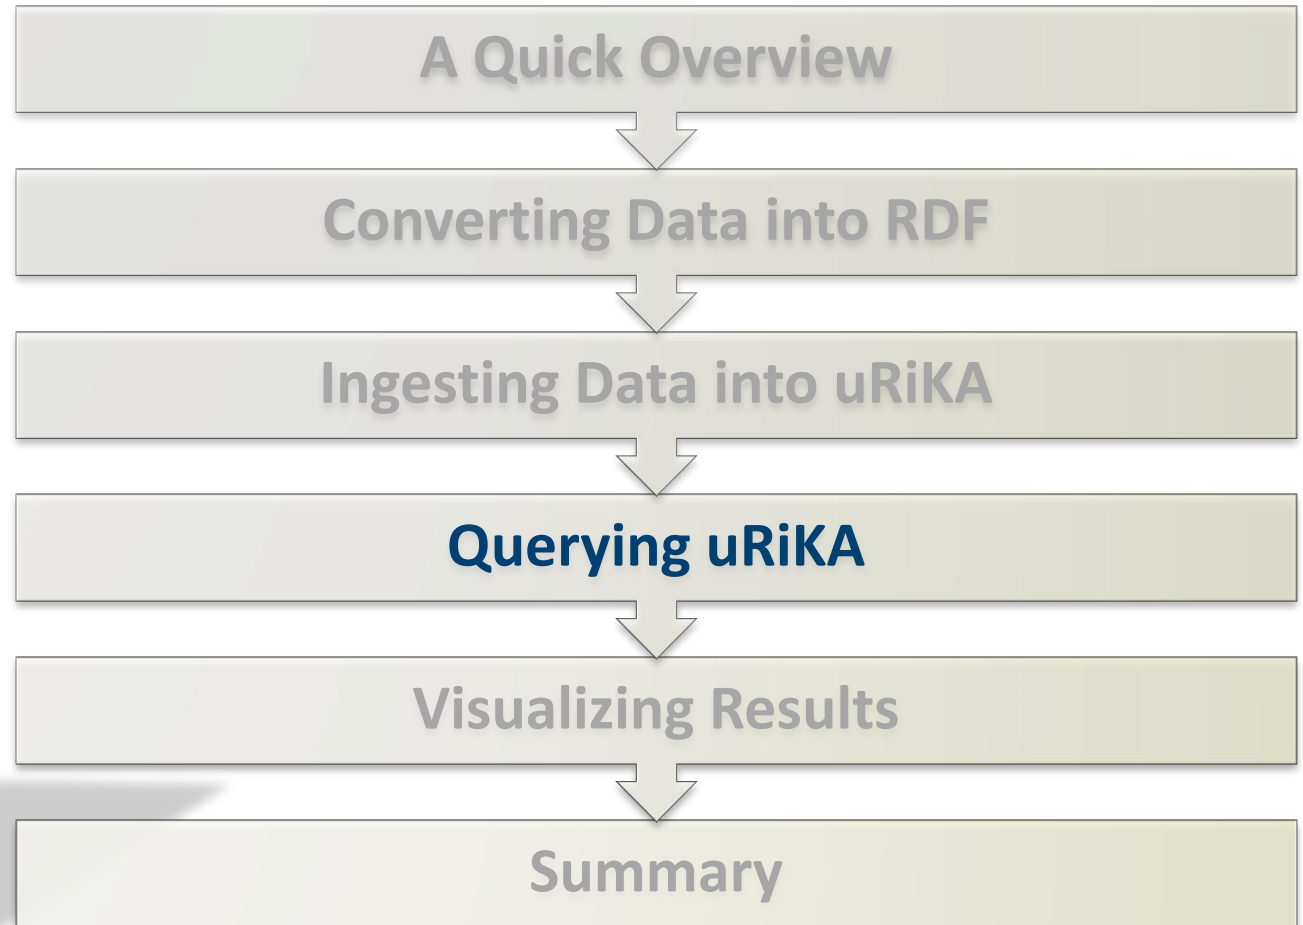 A Quick Overview
Converting Data into RDF
Ingesting Data into uRiKA
Querying uRiKA
Visualizing Results
Summary